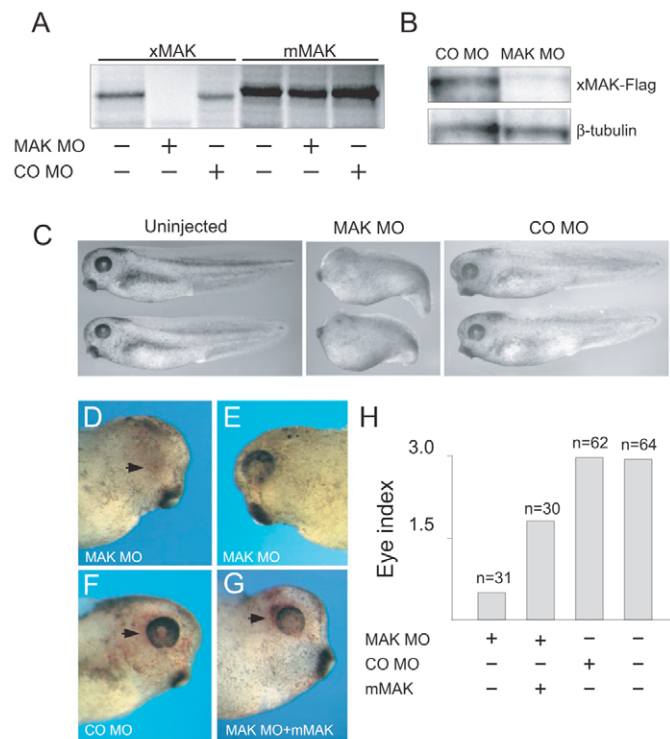 A
xMAK mMAK
MAK MO – + – – + –
CO MO – – + – – +
B
CO MO MAK MO
xMAK-Flag
β-tubulin
C
Uninjected MAK MO CO MO
D
MAK MO
E
MAK MO
F
CO MO
G
MAK MO+mMAK
H
Eye index
3.0
1.5
n=31
n=30
n=62
n=64
MAK MO + + – –
CO MO – – + –
mMAK – + – –